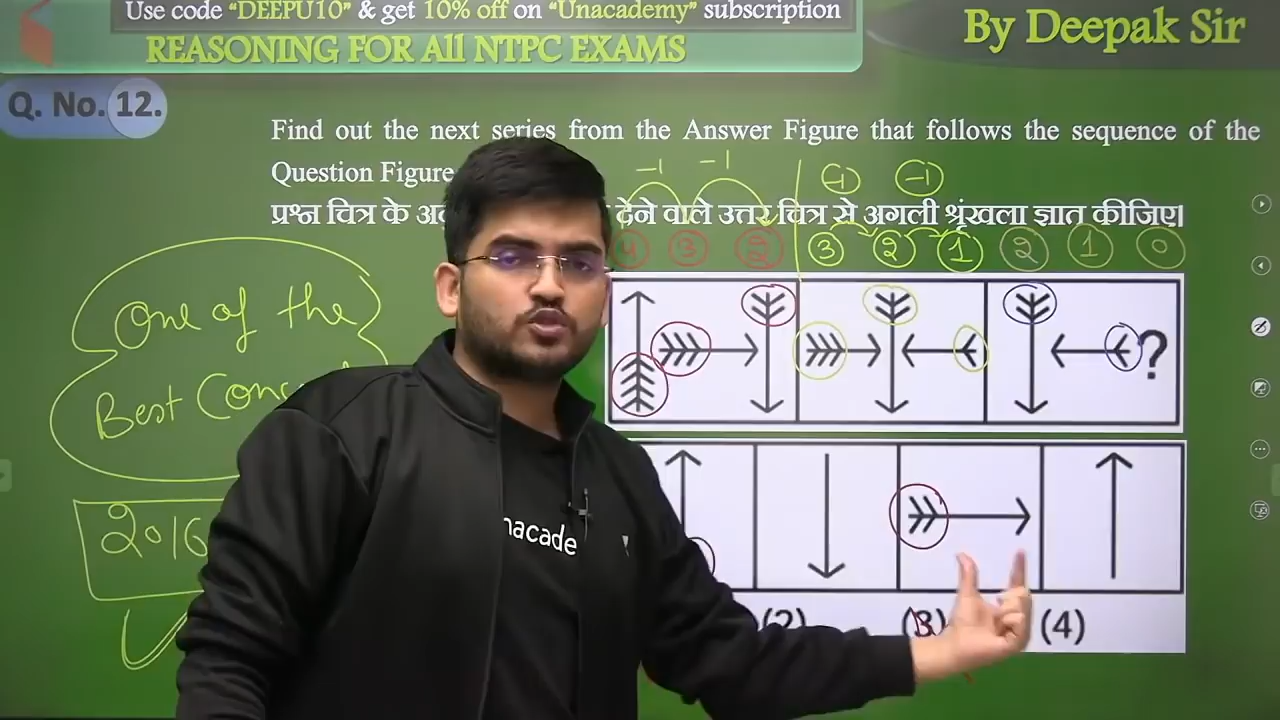 Use code “DEEPU10” & get 10% off on “Unacademy” subscription
REASONING FOR All NTPC EXAMS
By Deepak Sir
Q. No. 12.
Find out the next series from the Answer Figure that follows the sequence of the
Question Figure
प्रश्न चित्र के देने वाले उत्तर चित्र से अगली श्रृंखला ज्ञात कीजिए।
-1 -1 -1 -1
4 3 2 3 2 1 2 1 0
One of the
Best
2016
?
(2) (3) (4)
nacade